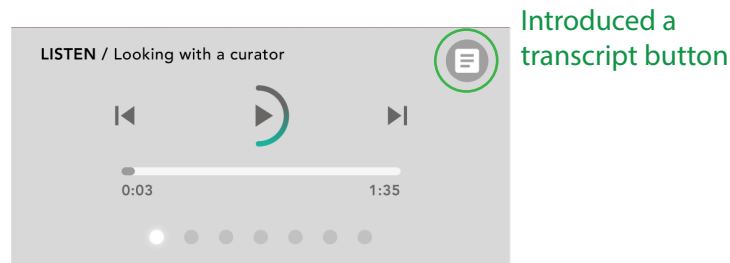 Introduced a
transcript button
LISTEN / Looking with a curator
0:03
1:35